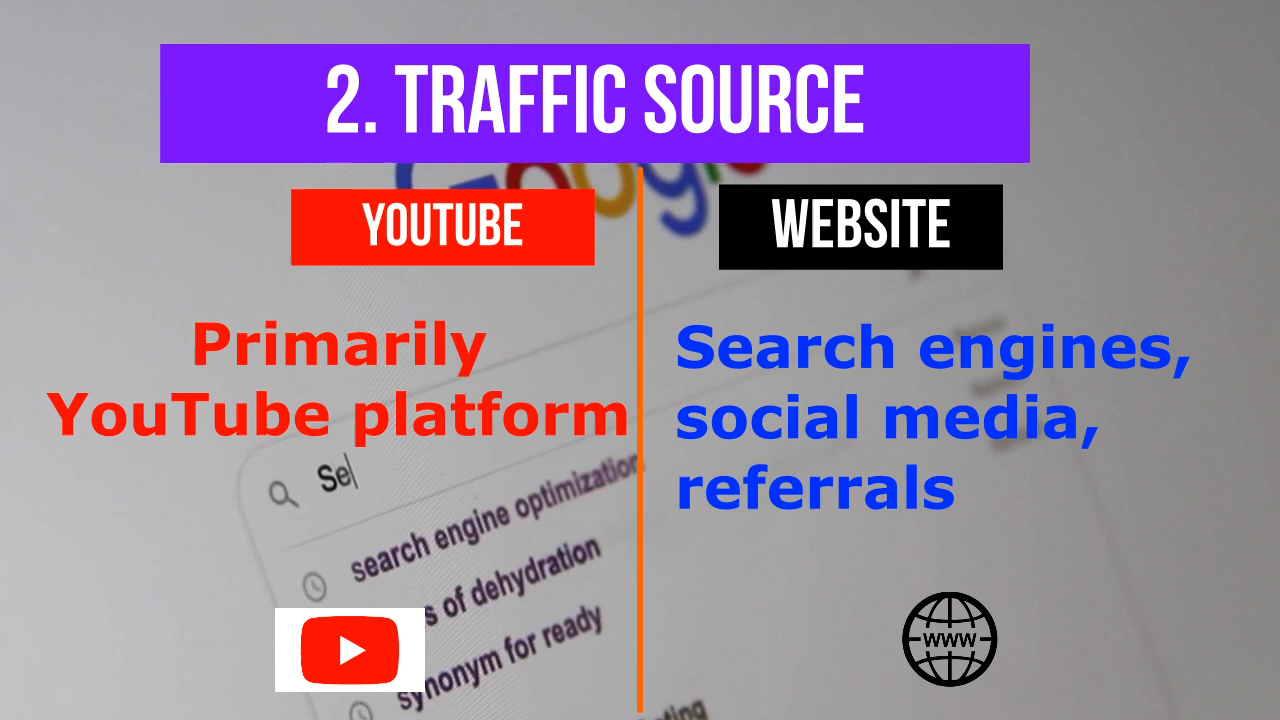 2. TRAFFIC SOURCE
Google
YOUTUBE
WEBSITE
Primarily
YouTube platform
Search engines,
social media,
referrals
Se
search engine optimization
s of dehydration
synonym for ready
WWW